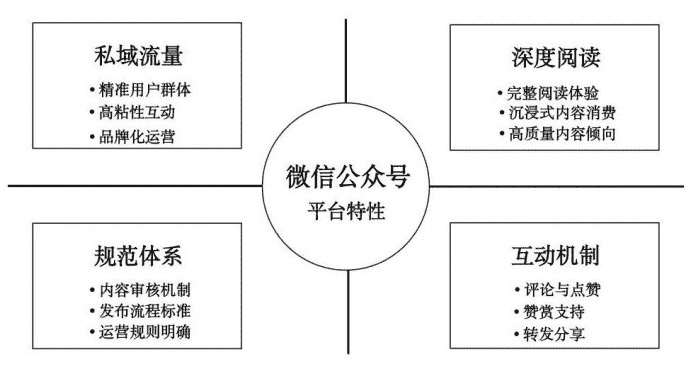 私域流量
•精准用户群体
•高粘性互动
•品牌化运营
深度阅读
•完整阅读体验
•沉浸式内容消费
•高质量内容倾向
微信公众号
平台特性
规范体系
•内容审核机制
•发布流程标准
•运营规则明确
互动机制
•评论与点赞
•赞赏支持
•转发分享